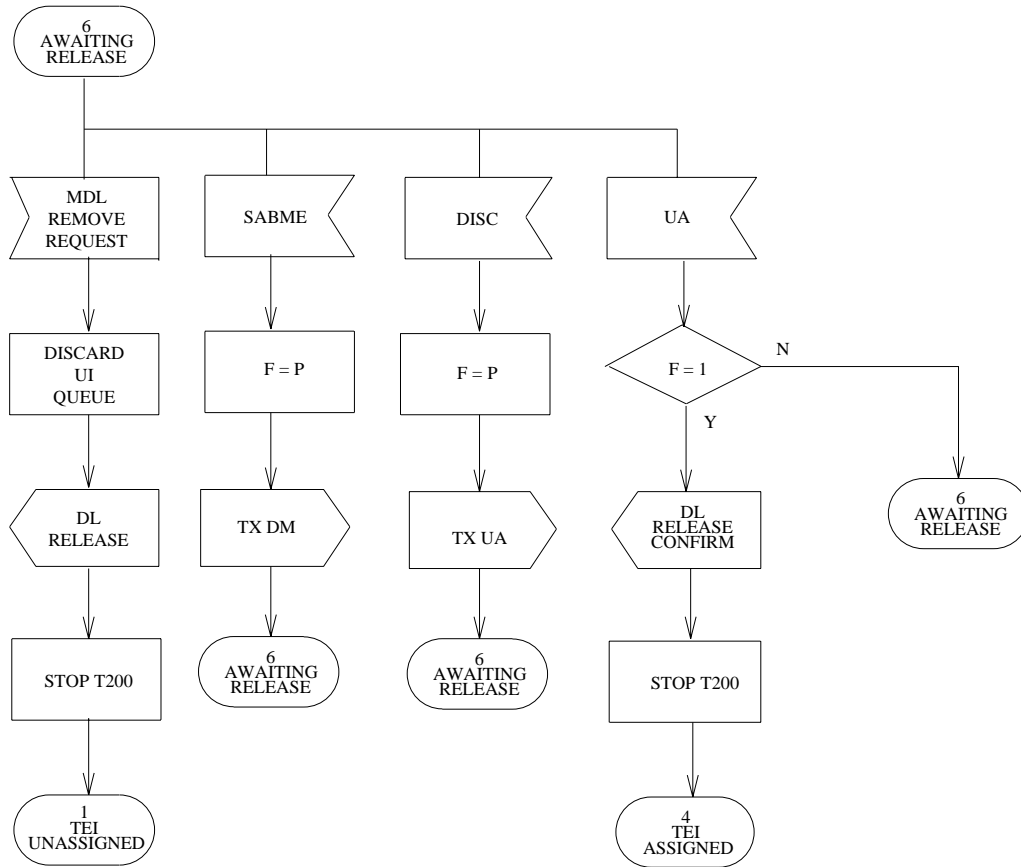 6
AWAITING
RELEASE
MDL
REMOVE
REQUEST
SABME
DISC
UA
DISCARD
UI
QUEUE
F = P
F = P
F = 1
N
Y
DL
RELEASE
TX DM
TX UA
DL
RELEASE
CONFIRM
6
AWAITING
RELEASE
STOP T200
6
AWAITING
RELEASE
6
AWAITING
RELEASE
STOP T200
1
TEI
UNASSIGNED
4
TEI
ASSIGNED